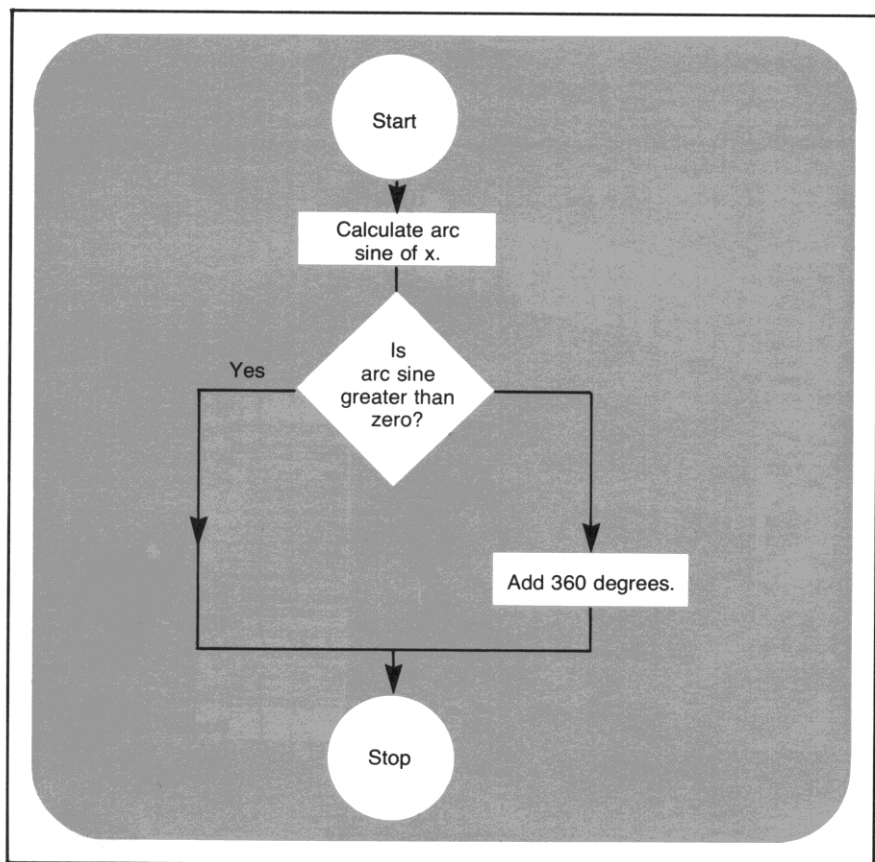 Start
Calculate arc
sine of x.
Is
arc sine
greater than
zero?
Yes
Add 360 degrees.
Stop